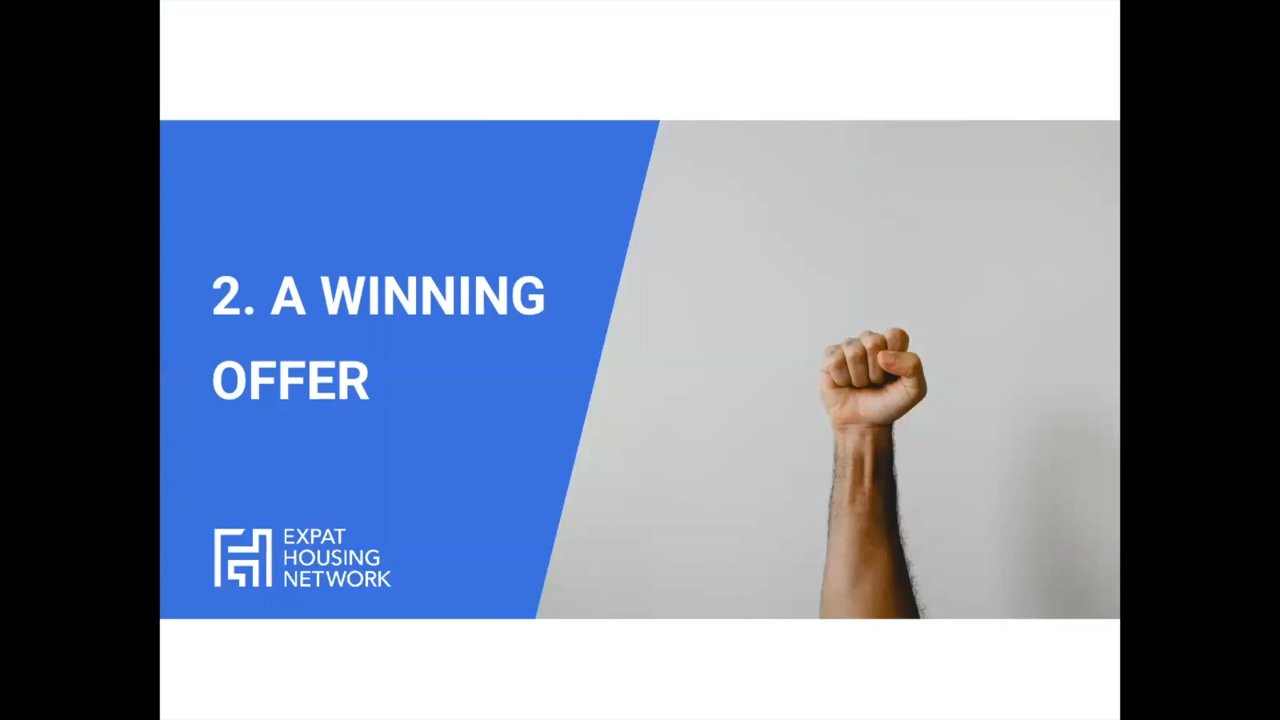 2. A WINNING
OFFER
EXPAT
HOUSING
NETWORK